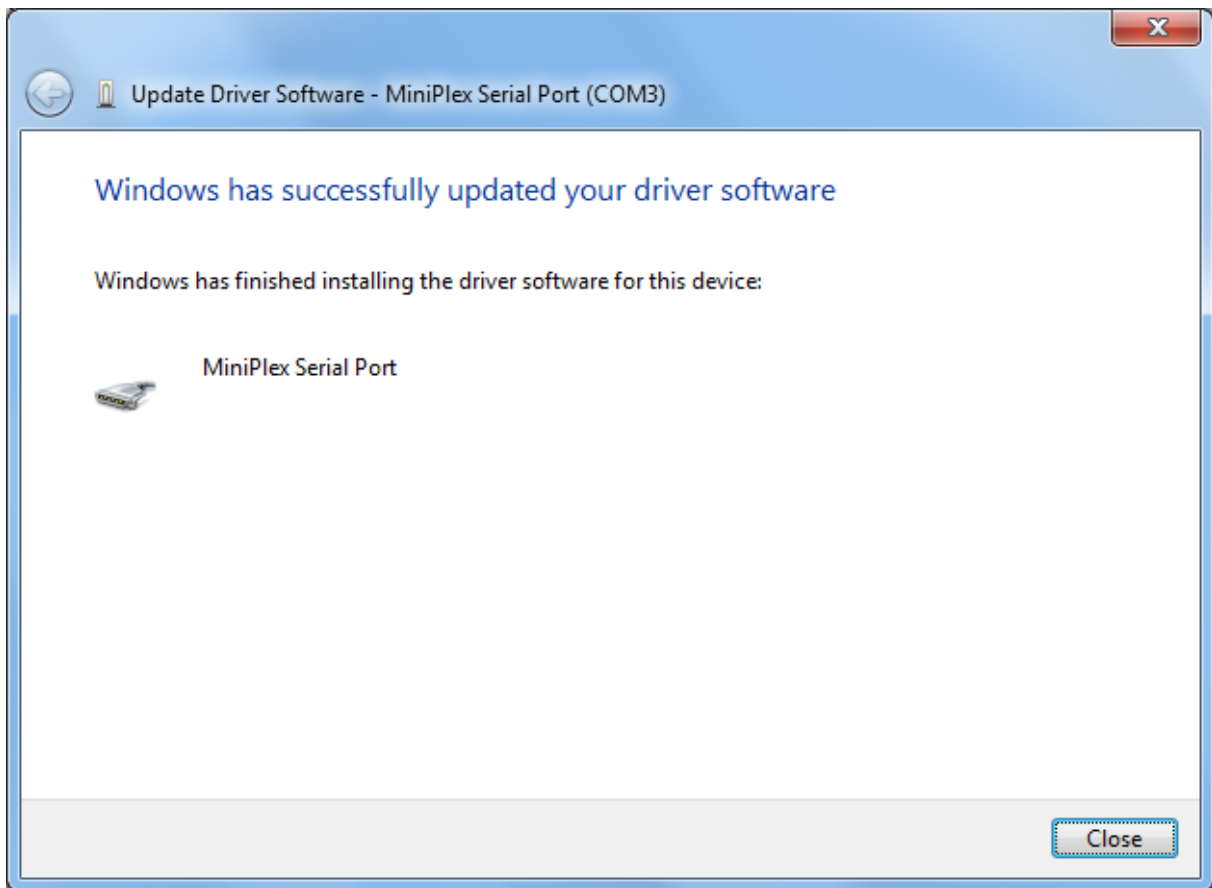 Update Driver Software - MiniPlex Serial Port (COM3)
Windows has successfully updated your driver software
Windows has finished installing the driver software for this device:
MiniPlex Serial Port
Close